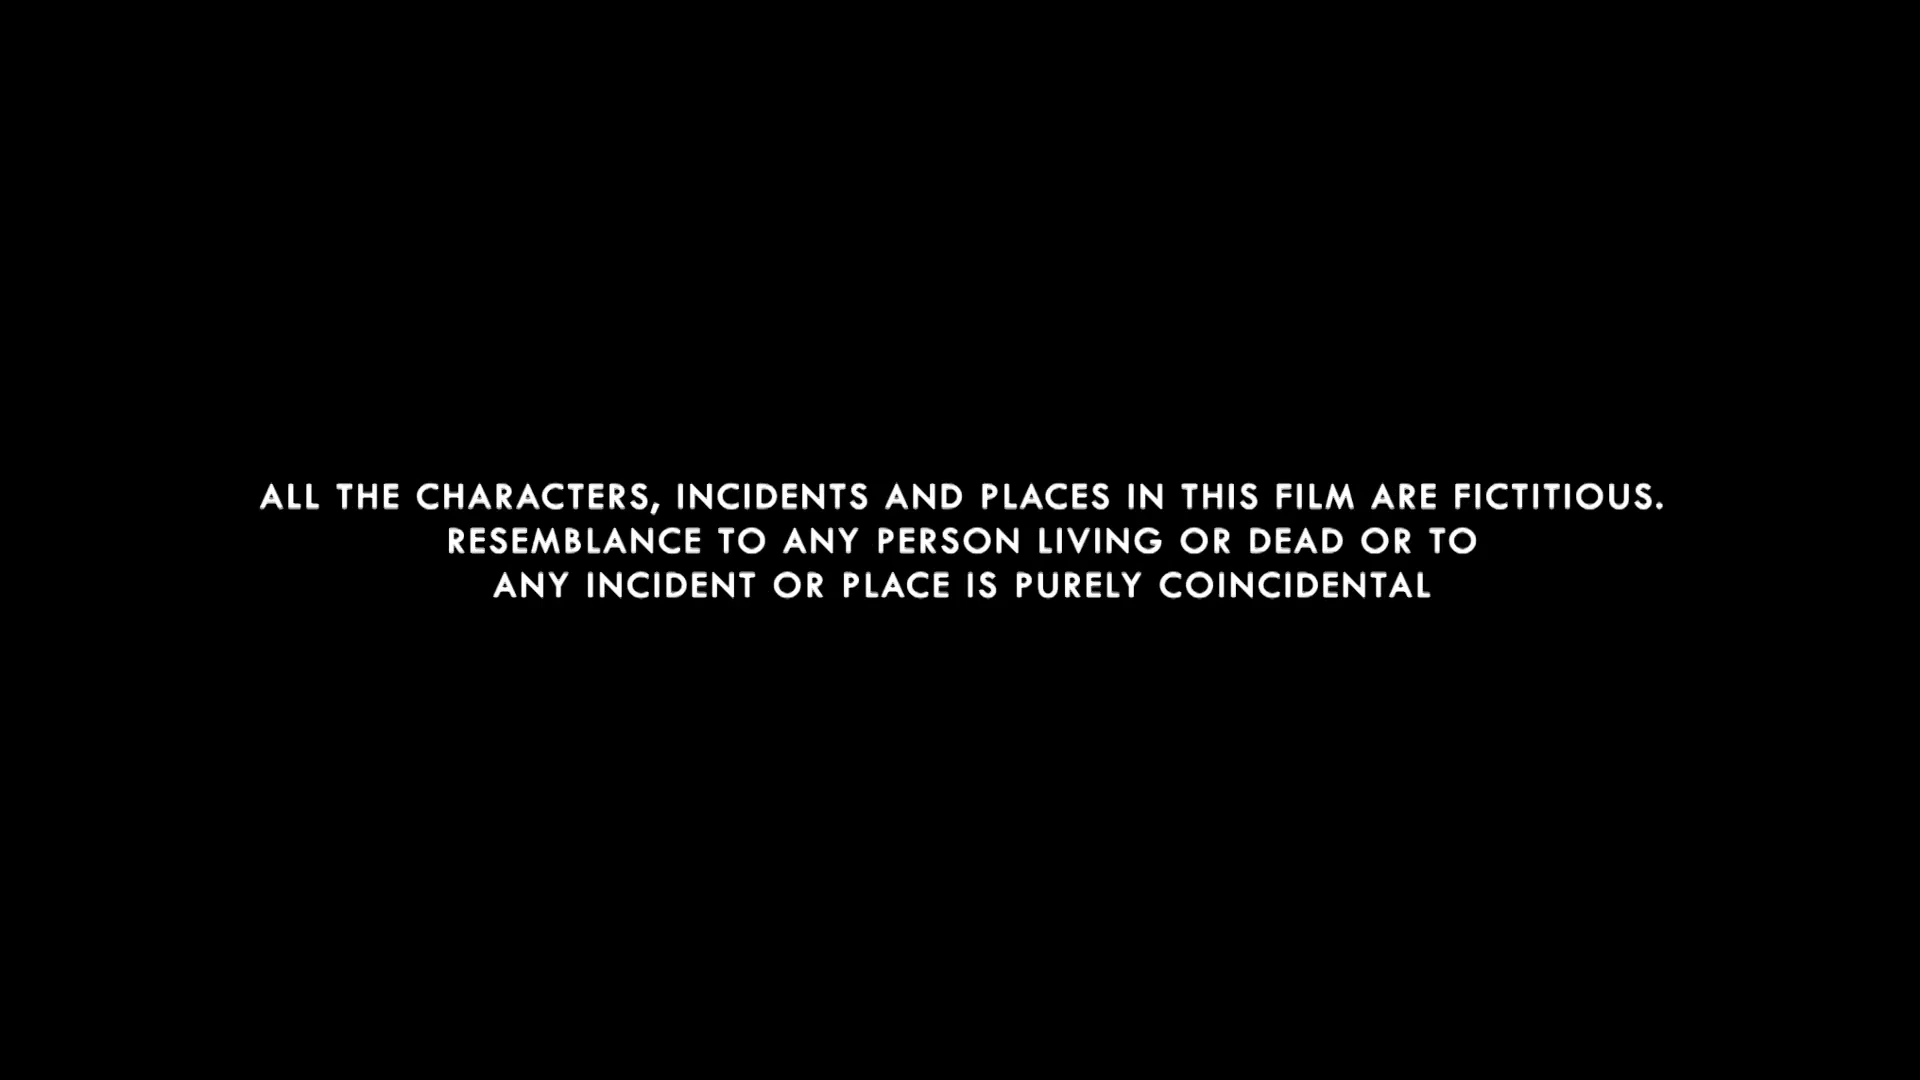 ALL THE CHARACTERS, INCIDENTS AND PLACES IN THIS FILM ARE FICTITIOUS.
RESEMBLANCE TO ANY PERSON LIVING OR DEAD OR TO
ANY INCIDENT OR PLACE IS PURELY COINCIDENTAL